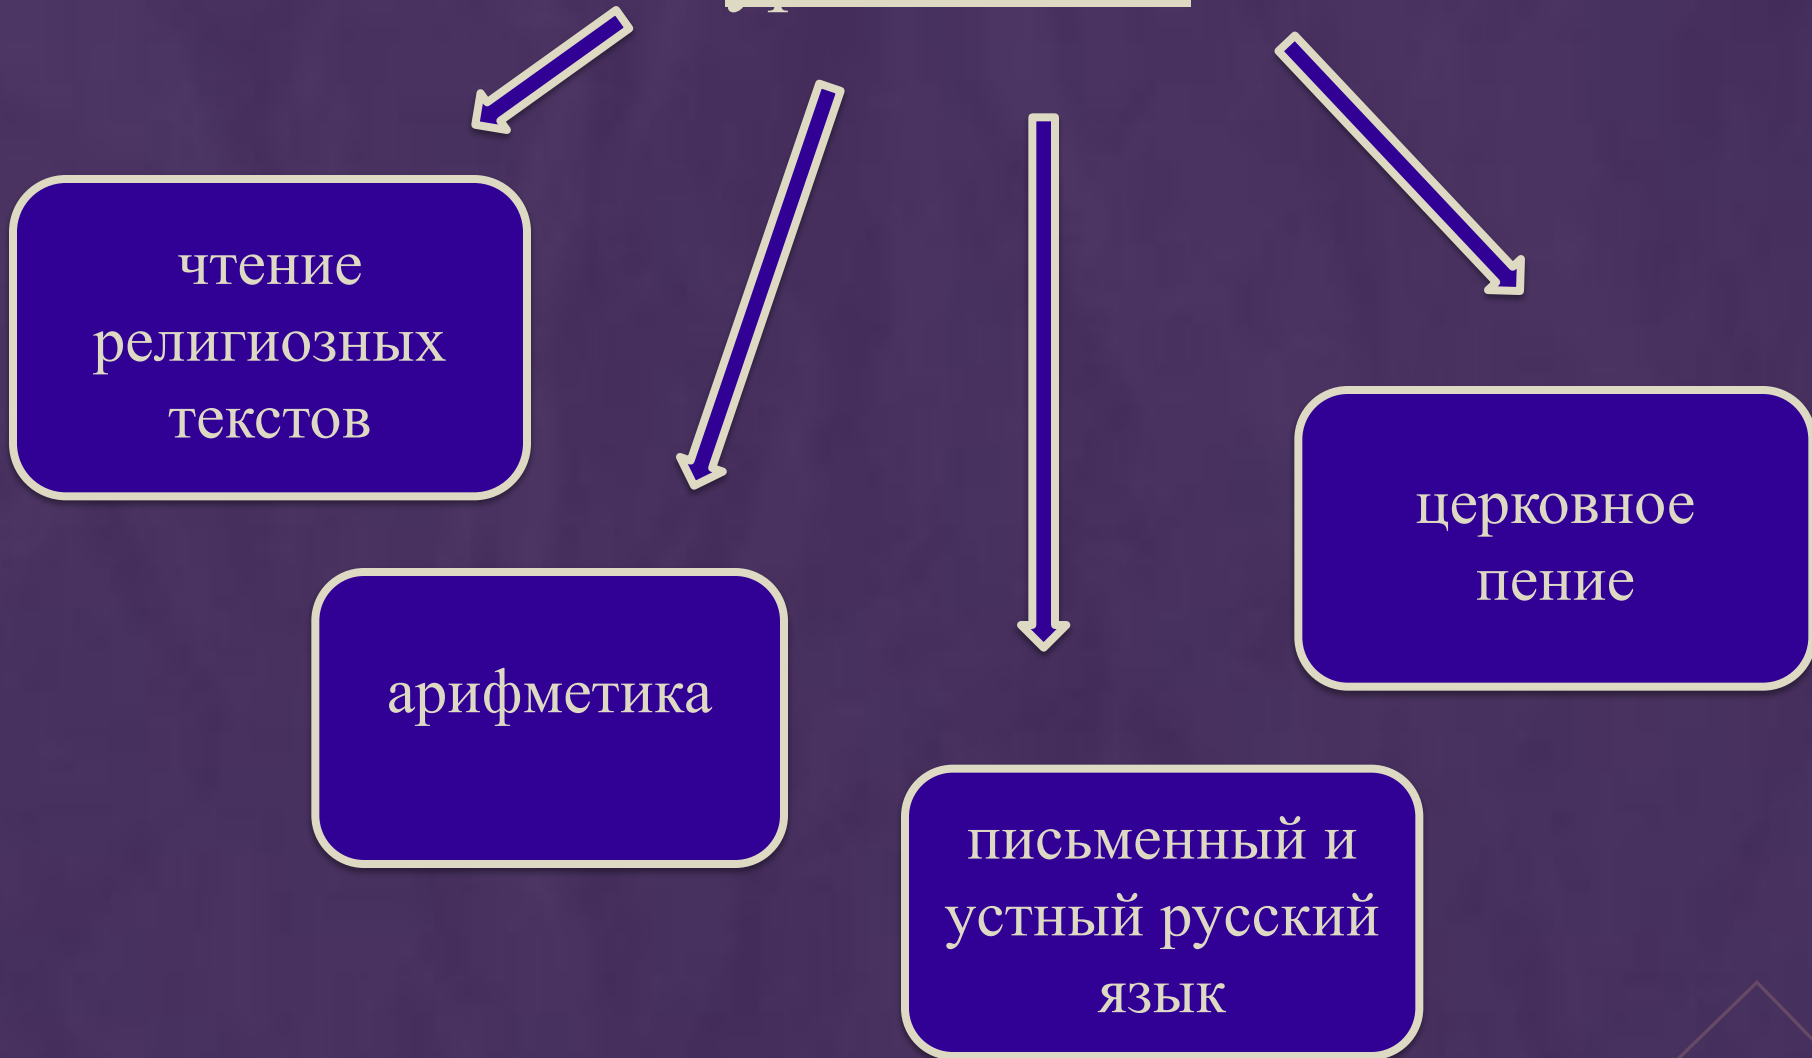 чтение
религиозных
текстов
церковное
пение
арифметика
письменный и
устный русский
язык